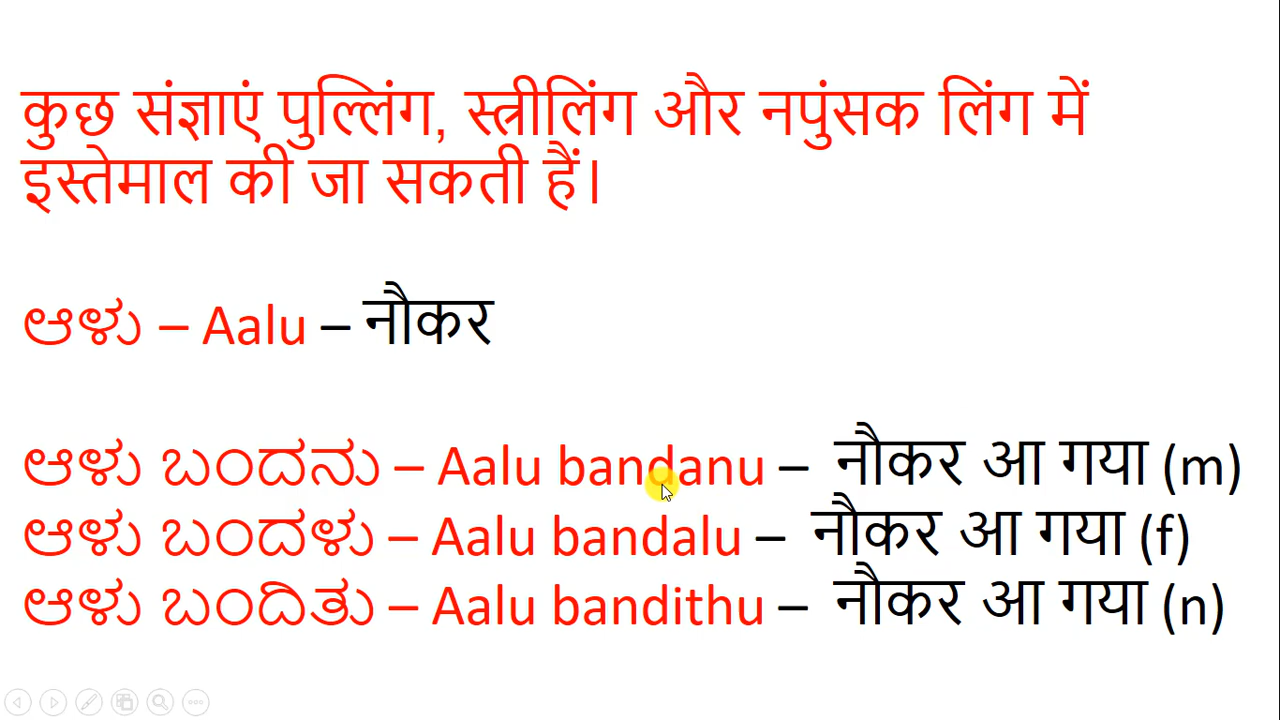 कुछ संज्ञाएं पुल्लिंग, स्त्रीलिंग और नपुंसक लिंग में
इस्तेमाल की जा सकती हैं।
ಆಳು – Aalu – नौकर
ಆಳು ಬಂದನು – Aalu bandanu – नौकर आ गया (m)
ಆಳು ಬಂದಳು – Aalu bandalu – नौकर आ गया (f)
ಆಳು ಬಂದಿತು – Aalu bandithu – नौकर आ गया (n)